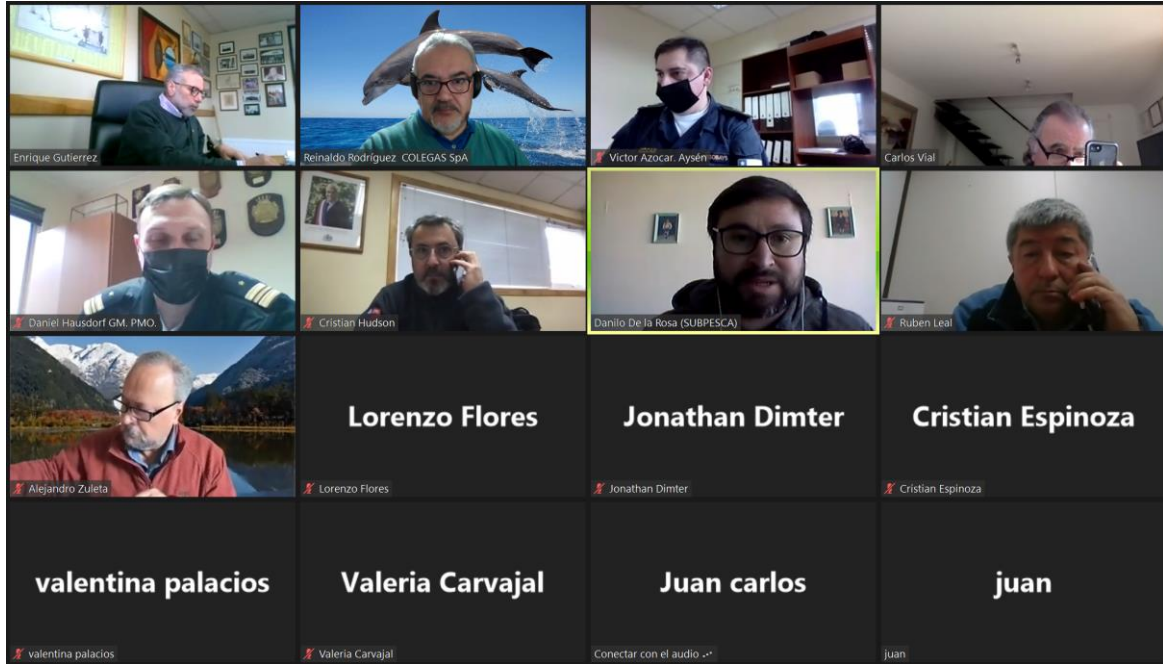 Enrique Gutierrez
Reinaldo Rodríguez COLEGAS SpA
Victor Azocar. Aysén
Carlos Vial
Daniel Hausdorf GM. PMO.
Cristian Hudson
Danilo De la Rosa (SUBPESCA)
Ruben Leal
Alejandro Zuleta
Lorenzo Flores
Lorenzo Flores
Jonathan Dimter
Jonathan Dimter
Cristian Espinoza
Cristian Espinoza
valentina palacios
valentina palacios
Valeria Carvajal
Valeria Carvajal
Juan carlos
Conectar con el audio
juan
juan